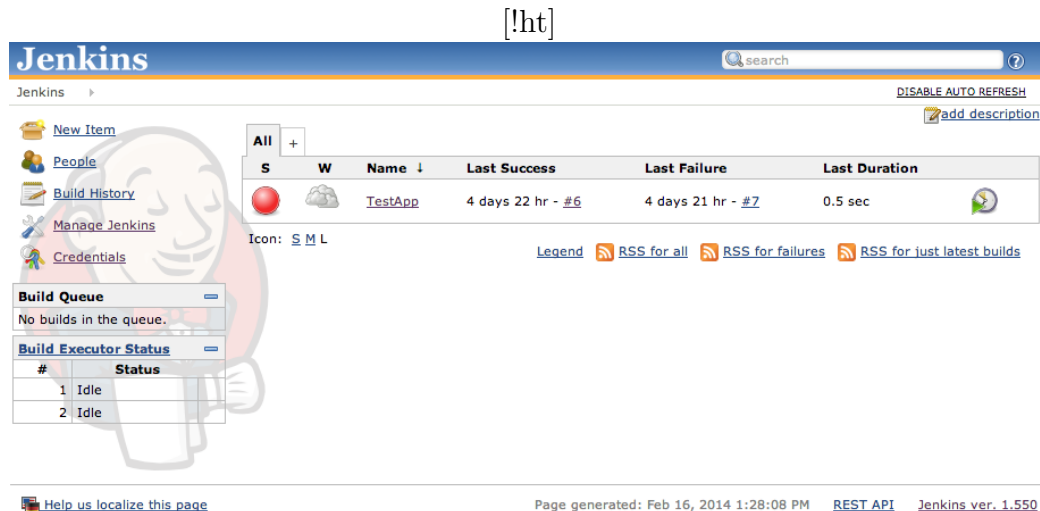 [!ht]
Jenkins
search
Jenkins
DISABLE AUTO REFRESH
add description
New Item
People
Build History
Manage Jenkins
Credentials
All +
S W Name ↓ Last Success Last Failure Last Duration
TestApp 4 days 22 hr - #6 4 days 21 hr - #7 0.5 sec
Icon: S M L
Legend RSS for all RSS for failures RSS for just latest builds
Build Queue
No builds in the queue.
Build Executor Status
# Status
1 Idle
2 Idle
Help us localize this page
Page generated: Feb 16, 2014 1:28:08 PM REST API Jenkins ver. 1.550